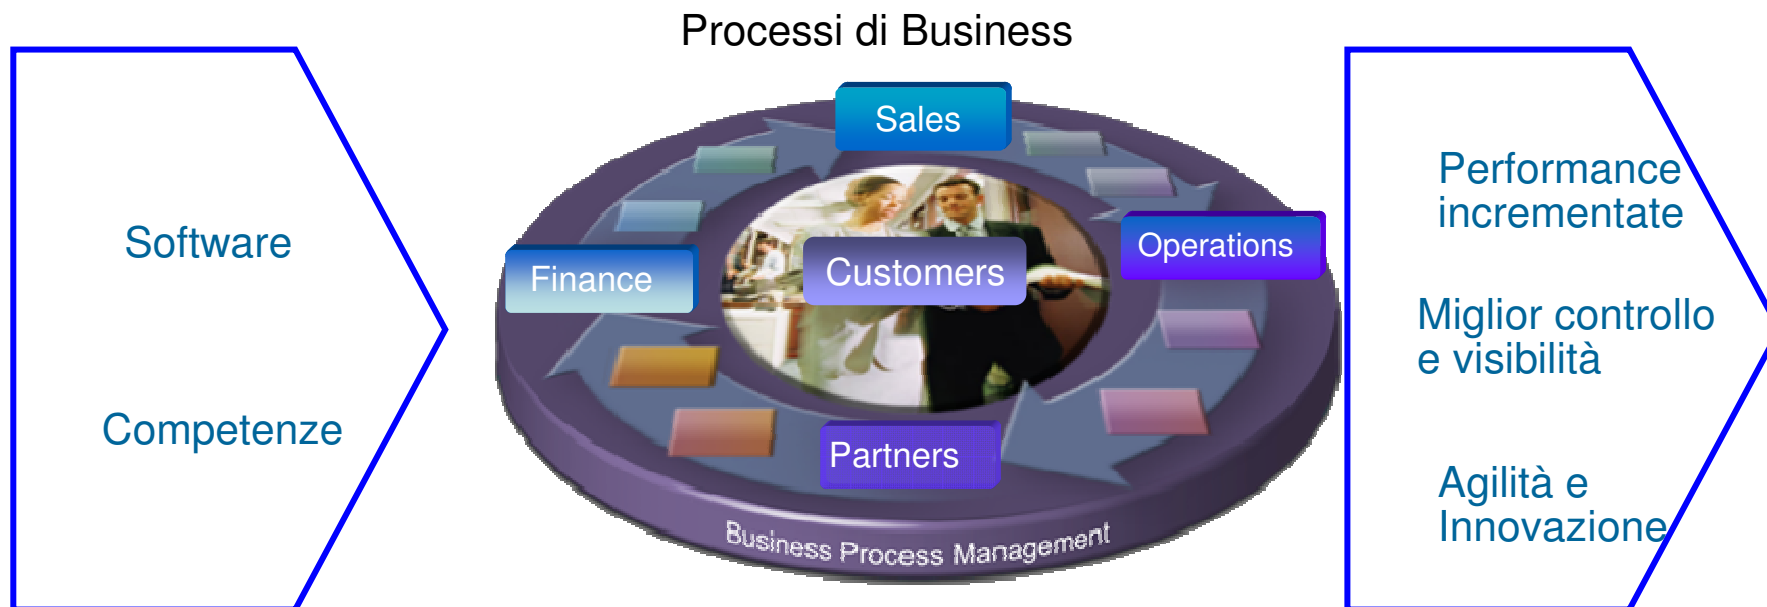 Processi di Business
Software
Competenze
Sales
Operations
Finance
Customers
Partners
Business Process Management
Performance
incrementate
Miglior controllo
e visibilità
Agilità e
Innovazione